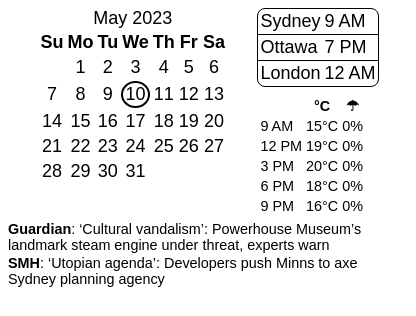 May 2023
Su Mo Tu We Th Fr Sa
1 2 3 4 5 6
7 8 9 10 11 12 13
14 15 16 17 18 19 20
21 22 23 24 25 26 27
28 29 30 31
Sydney 9 AM
Ottawa 7 PM
London 12 AM
°C ☂
9 AM 15°C 0%
12 PM 19°C 0%
3 PM 20°C 0%
6 PM 18°C 0%
9 PM 16°C 0%
Guardian: ‘Cultural vandalism’: Powerhouse Museum’s
landmark steam engine under threat, experts warn
SMH: ‘Utopian agenda’: Developers push Minns to axe
Sydney planning agency